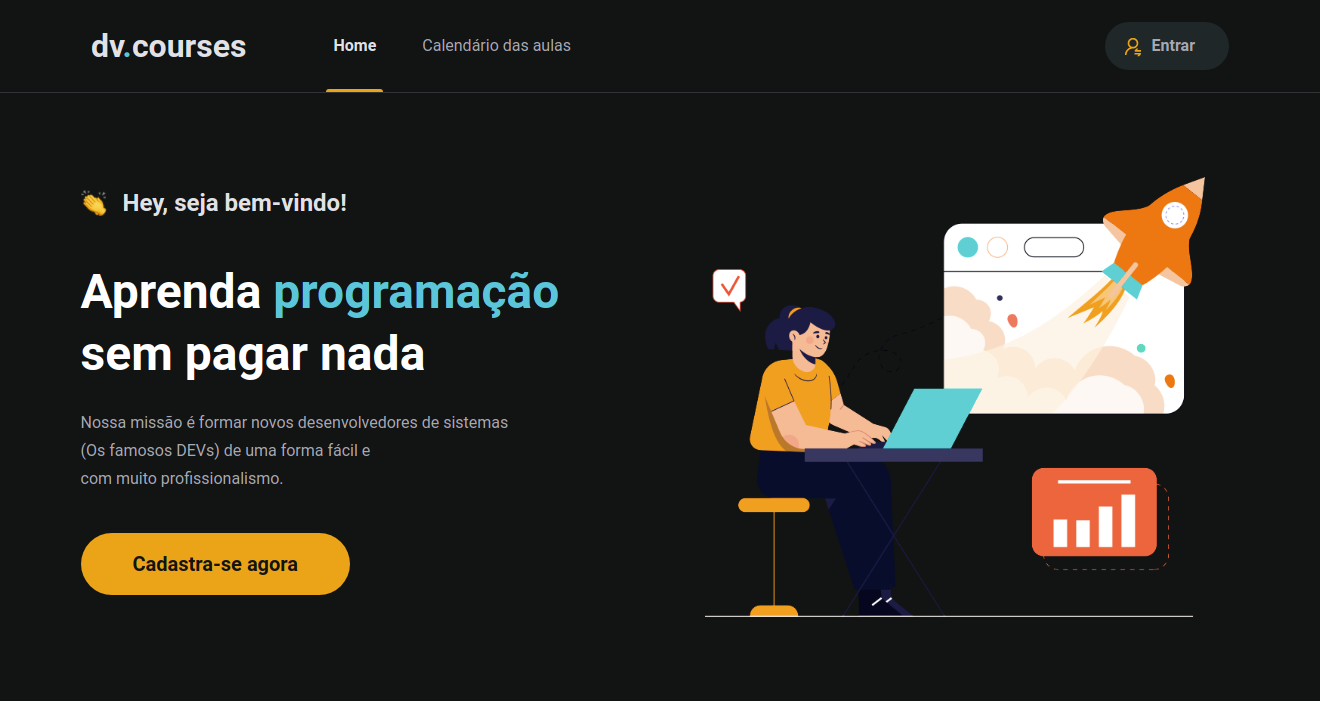 dv.courses
Home
Calendário das aulas
Entrar
👏 Hey, seja bem-vindo!
Aprenda programação
sem pagar nada
Nossa missão é formar novos desenvolvedores de sistemas
(Os famosos DEVs) de uma forma fácil e
com muito profissionalismo.
Cadastra-se agora